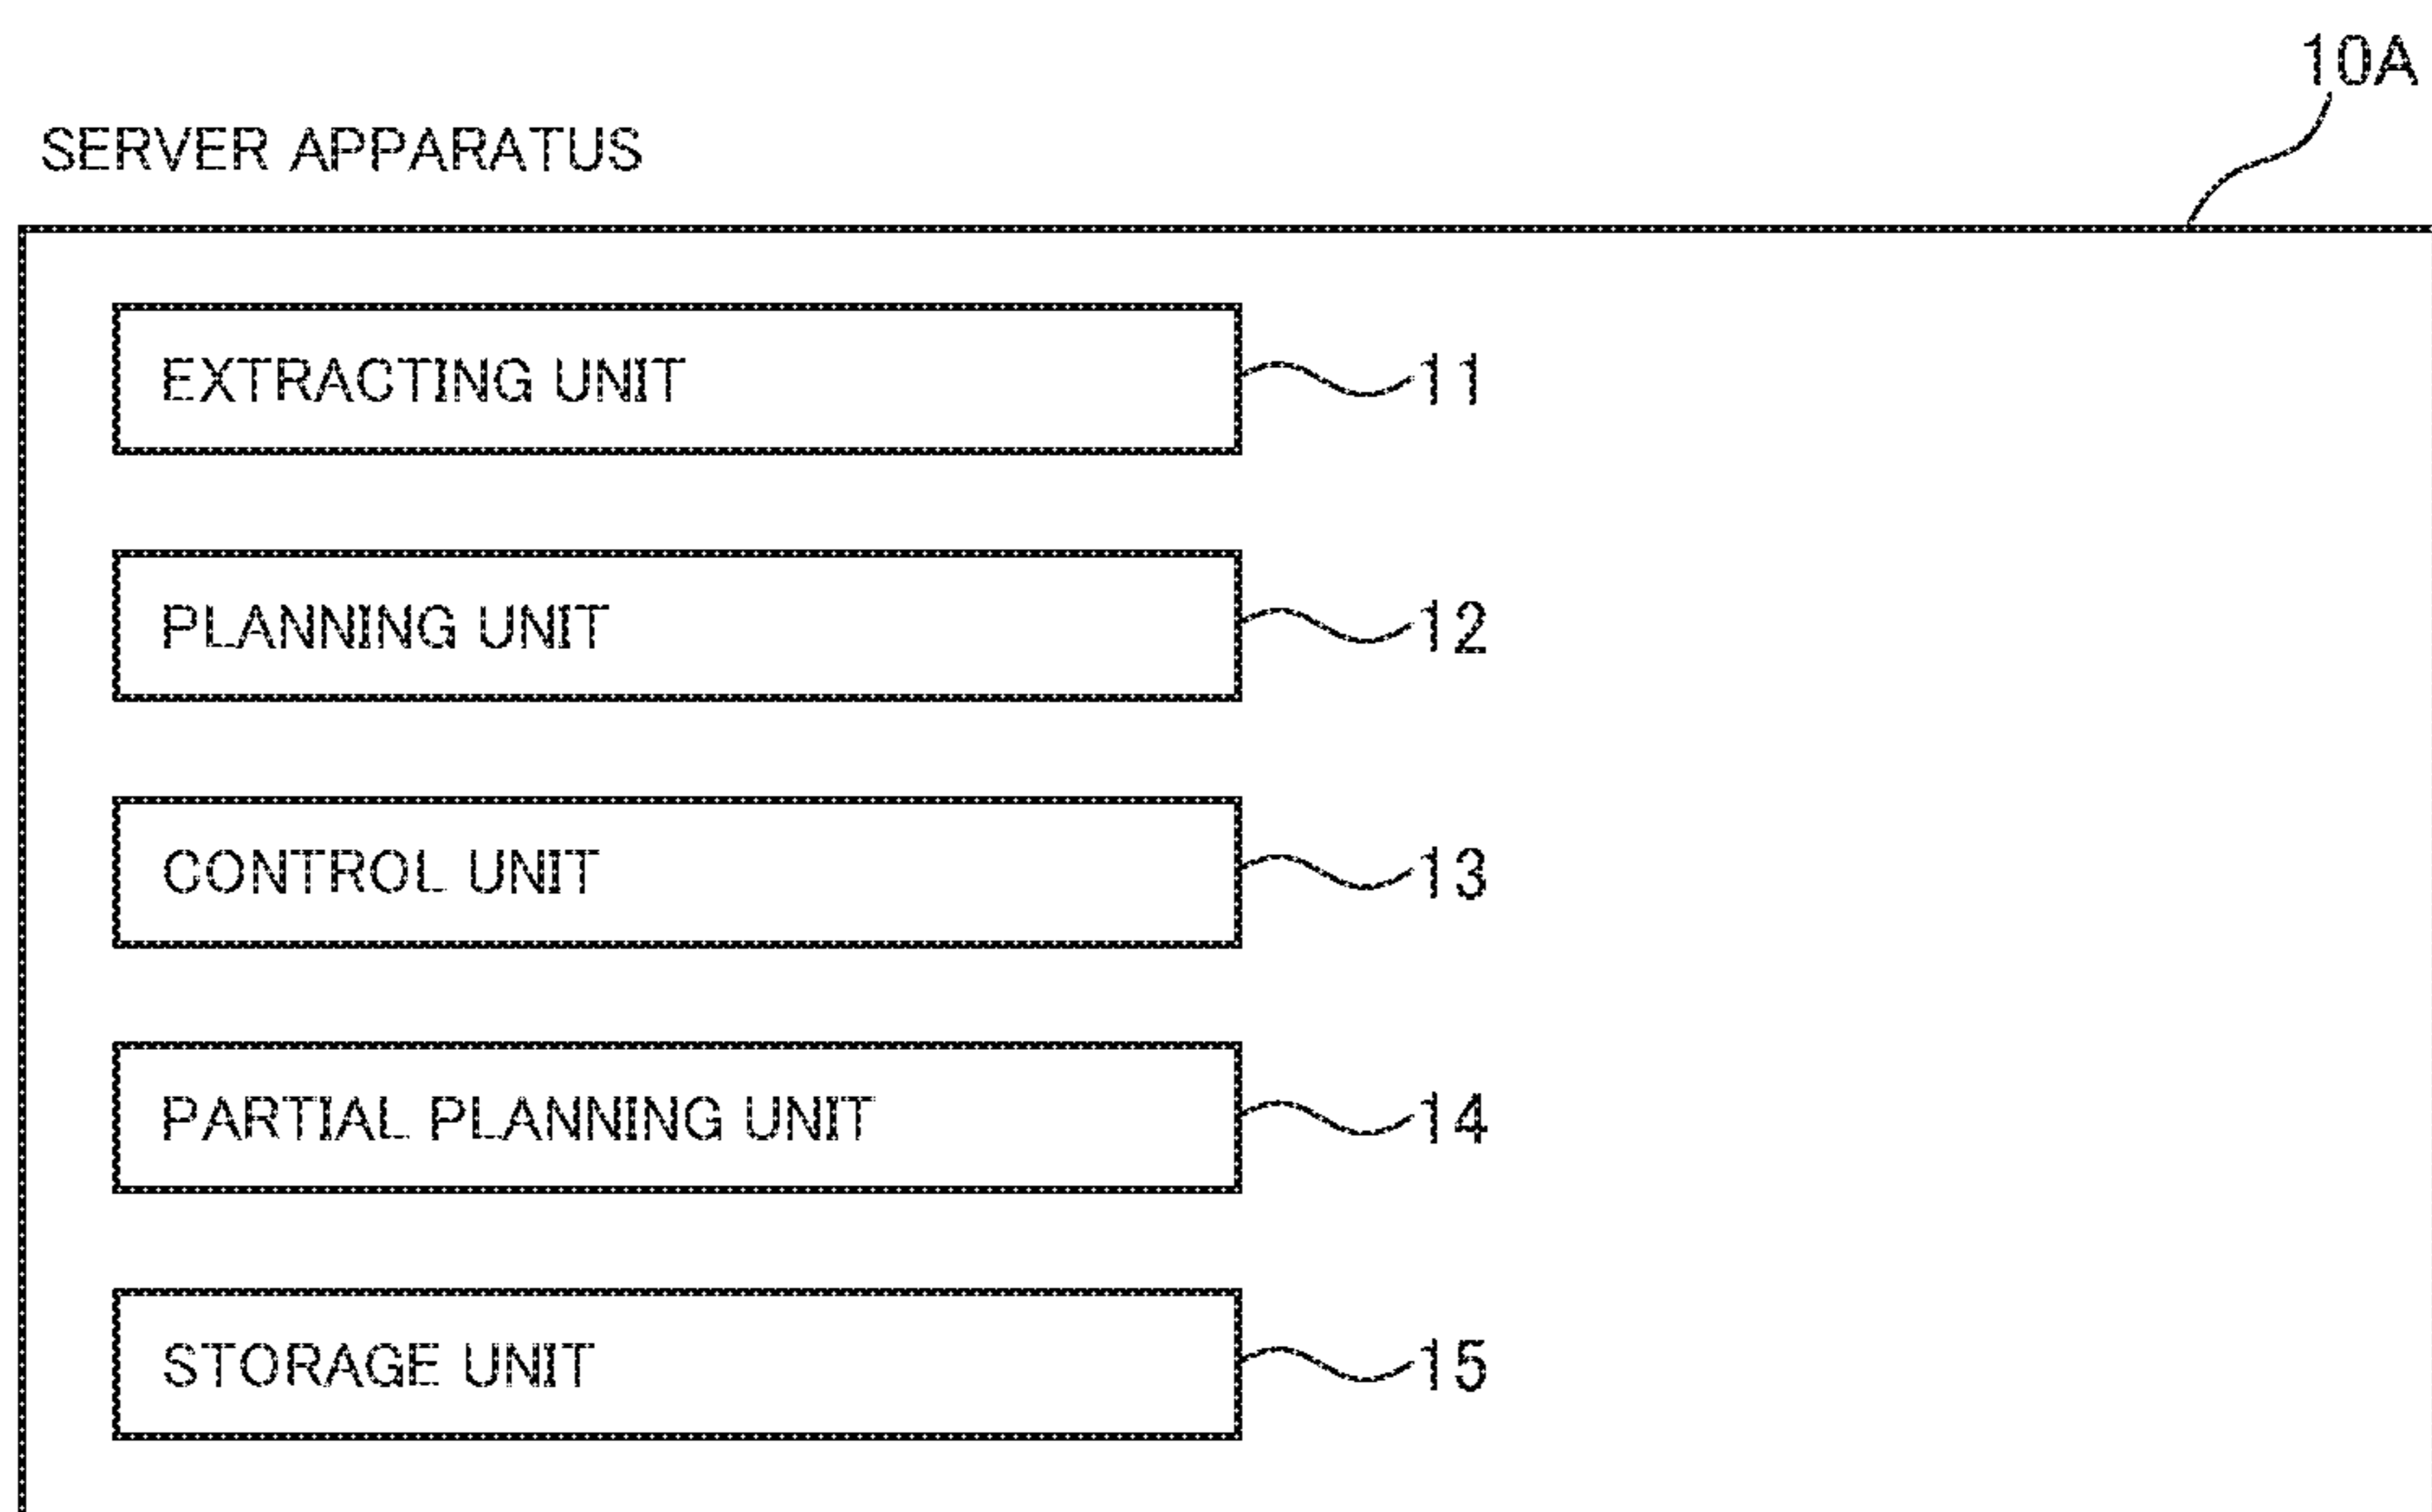 10A
SERVER APPARATUS
EXTRACTING UNIT 11
PLANNING UNIT 12
CONTROL UNIT 13
PARTIAL PLANNING UNIT 14
STORAGE UNIT 15